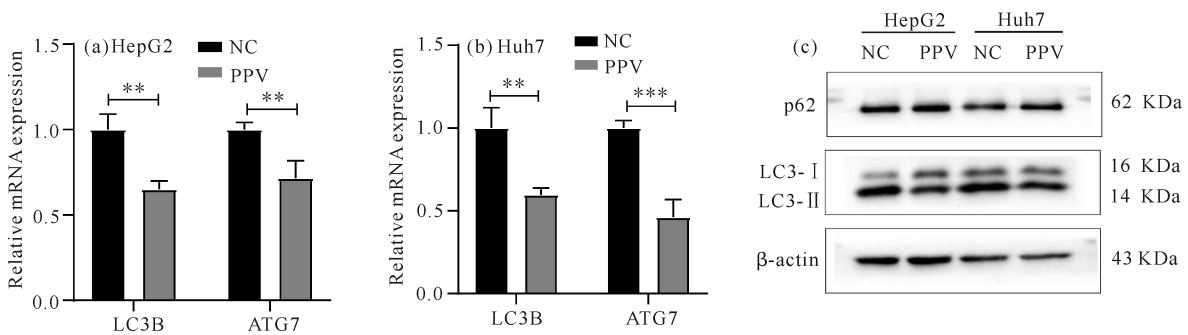 (a) HepG2
NC
PPV
Relative mRNA expression
1.5
1.0
0.5
0.0
**
**
LC3B
ATG7
(b) Huh7
NC
PPV
Relative mRNA expression
1.5
1.0
0.5
0.0
**
***
LC3B
ATG7
(c)
HepG2 Huh7
NC PPV NC PPV
p62 62 KDa
LC3-Ⅰ 16 KDa
LC3-Ⅱ 14 KDa
β-actin 43 KDa